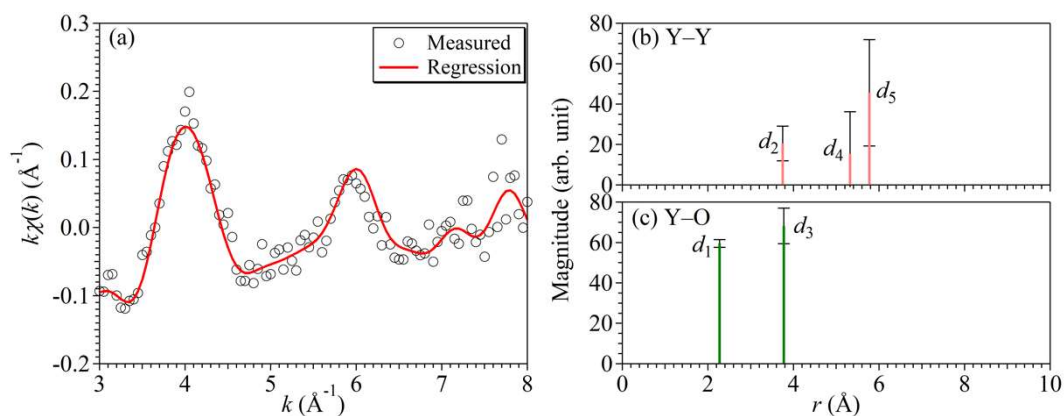 (a)
Measured
Regression
0.3
0.2
0.1
0.0
-0.1
-0.2
kχ(k) (Å⁻¹)
3 4 5 6 7 8
k (Å⁻¹)
(b) Y–Y
80
60
40
20
0
d₂
d₄
d₅
(c) Y–O
80
60
40
20
0
d₁
d₃
Magnitude (arb. unit)
0 2 4 6 8 10
r (Å)